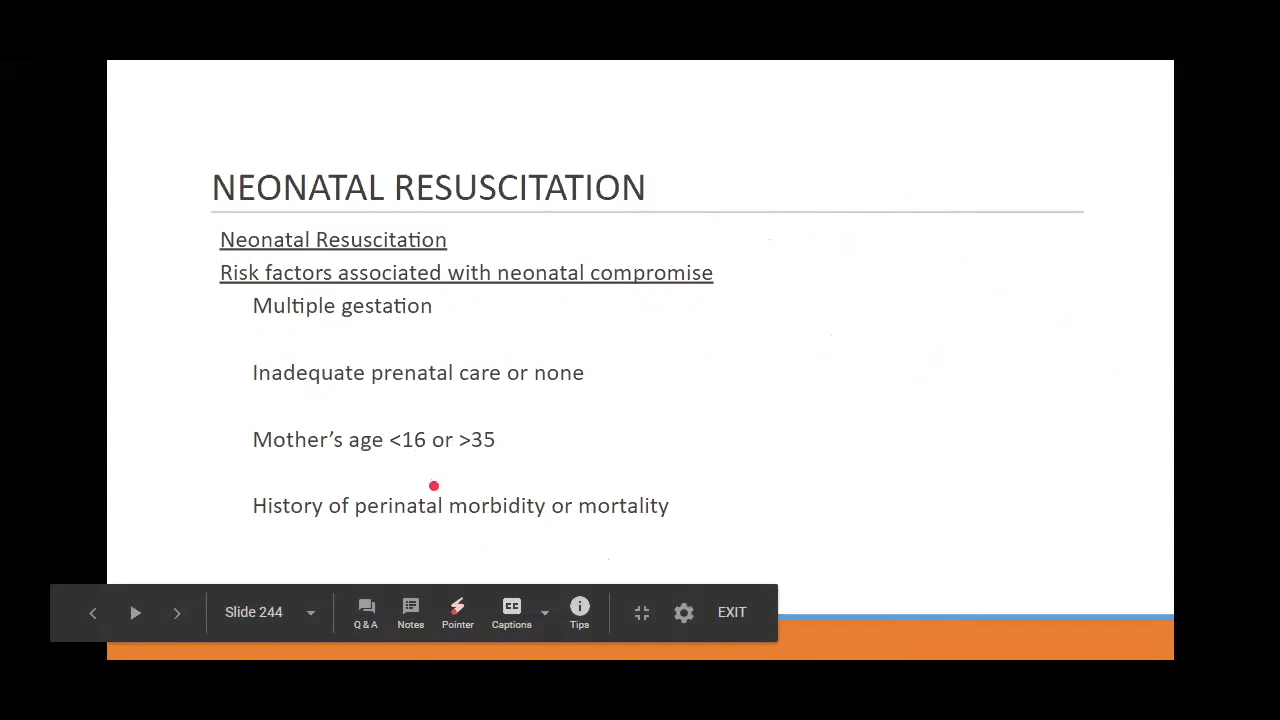 NEONATAL RESUSCITATION
Neonatal Resuscitation
Risk factors associated with neonatal compromise
Multiple gestation
Inadequate prenatal care or none
Mother’s age <16 or >35
History of perinatal morbidity or mortality
Slide 244
Q & A
Notes
Pointer
CC
Captions
Tips
EXIT